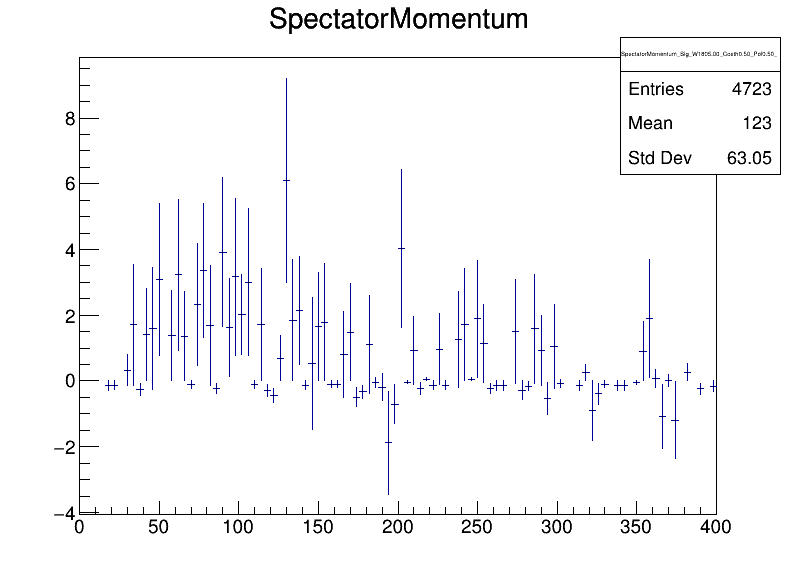 SpectatorMomentum
SpectatorMomentum_Sig_W1805.00_Costh0.50_Pol0.50_
Entries 4723
Mean 123
Std Dev 63.05
8
6
4
2
0
−2
−4
0 50 100 150 200 250 300 350 400